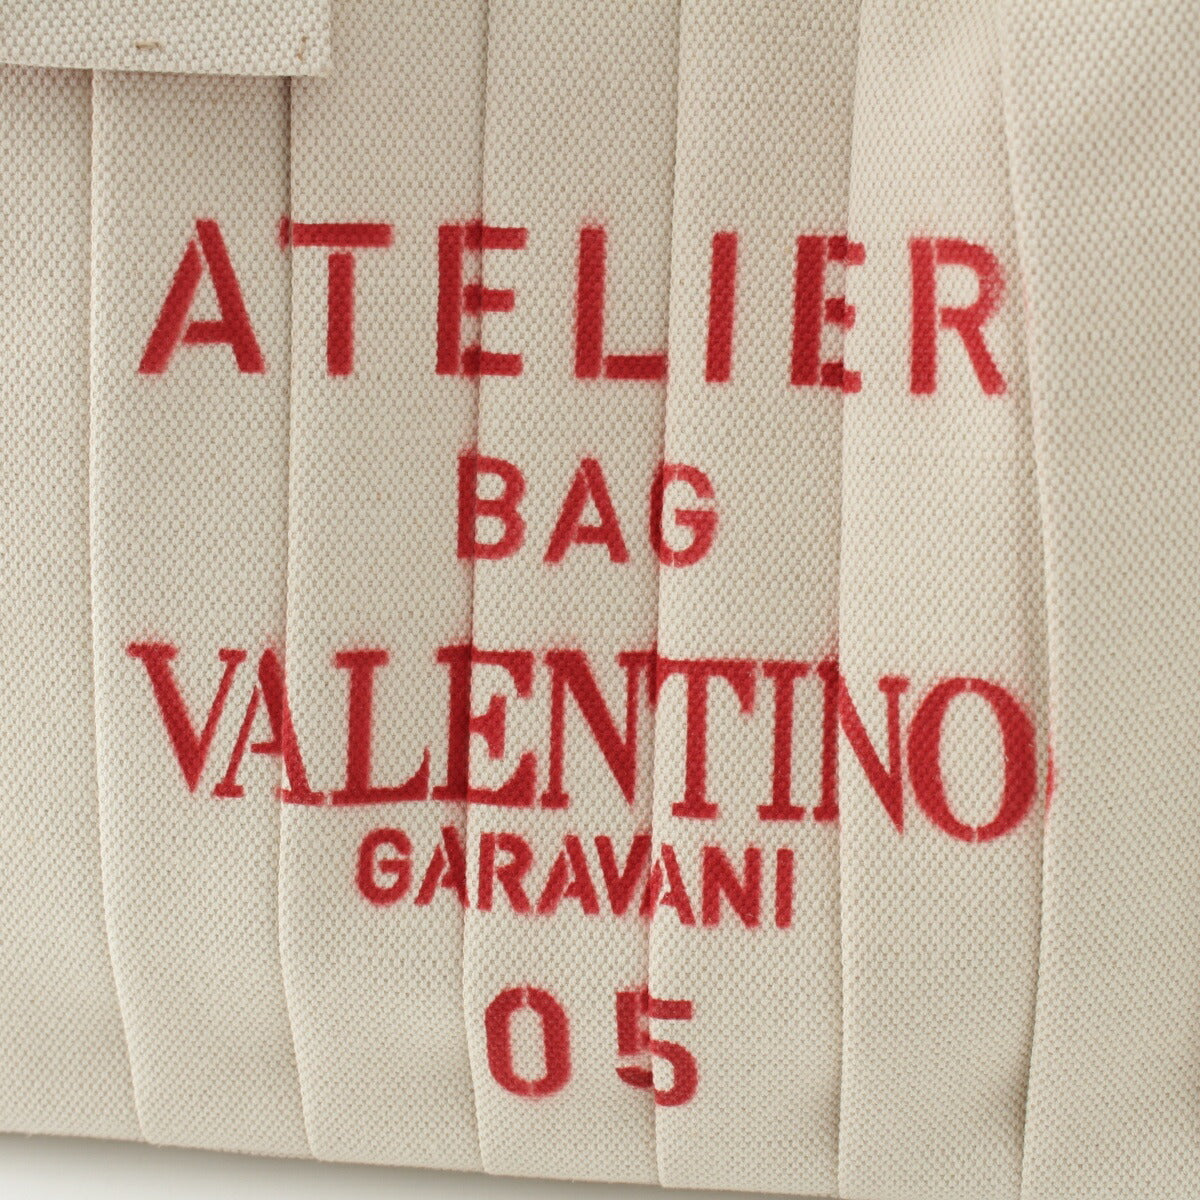 ATELIER
BAG
VALENTINO
GARAVANI
05